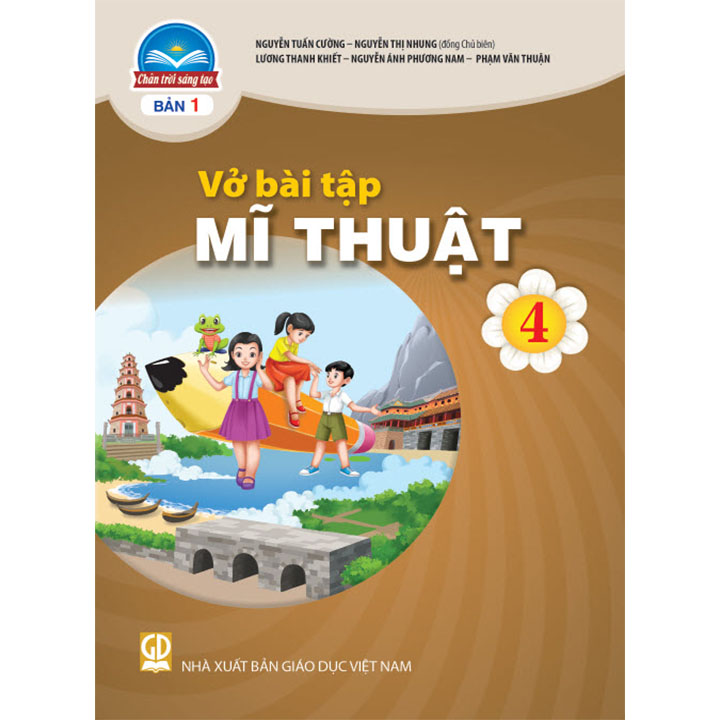 NGUYỄN TUẤN CƯỜNG – NGUYỄN THỊ NHUNG (đồng Chủ biên)
LƯƠNG THANH KHIẾT – NGUYỄN ÁNH PHƯƠNG NAM – PHẠM VĂN THUẬN
Chân trời sáng tạo
BẢN 1
Vở bài tập
MĨ THUẬT
4
GD
NHÀ XUẤT BẢN GIÁO DỤC VIỆT NAM